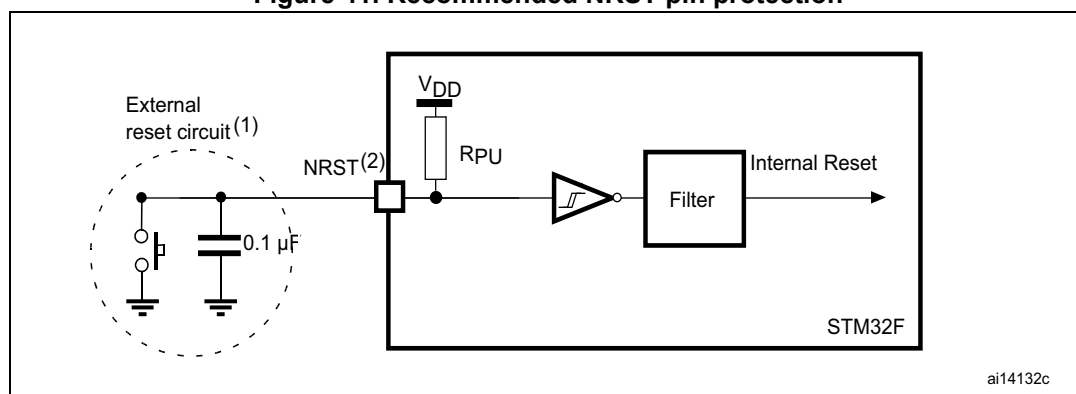 Figure 41. Recommended NRST pin protection
External
reset circuit(1)
VDD
NRST(2)
RPU
Internal Reset
Filter
0.1 µF
STM32F
ai14132c